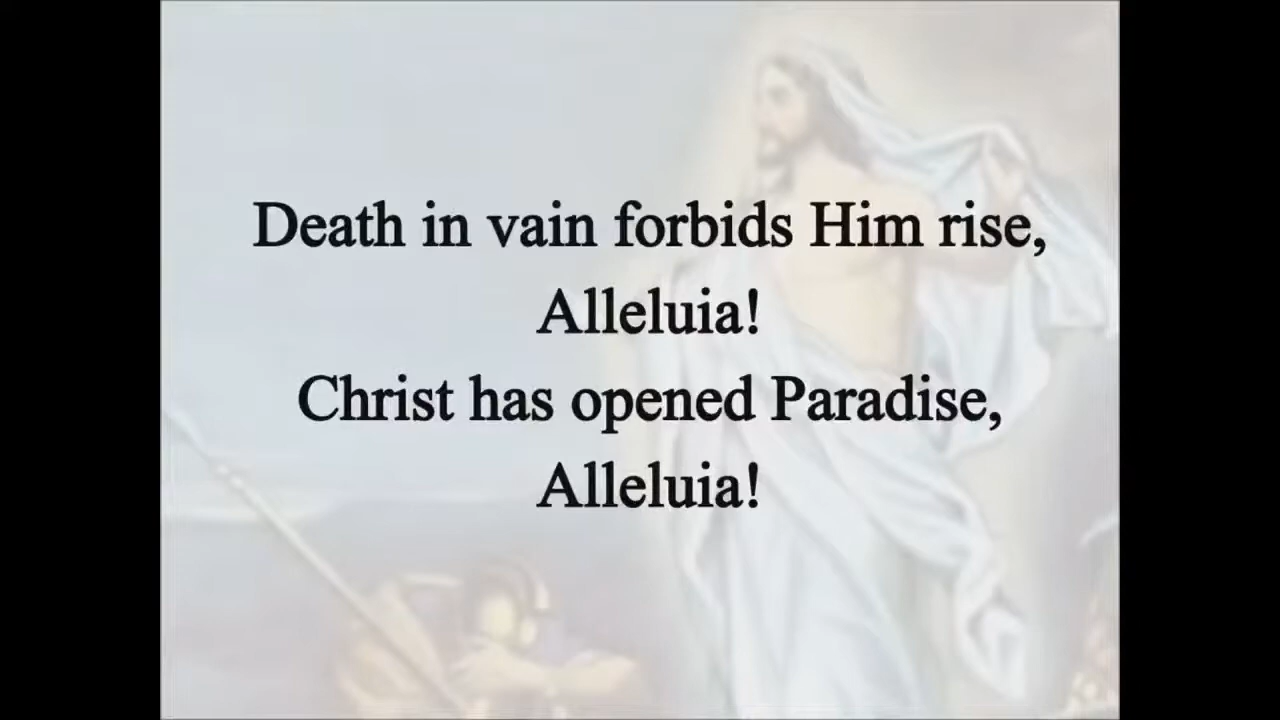 Death in vain forbids Him rise,
Alleluia!
Christ has opened Paradise,
Alleluia!